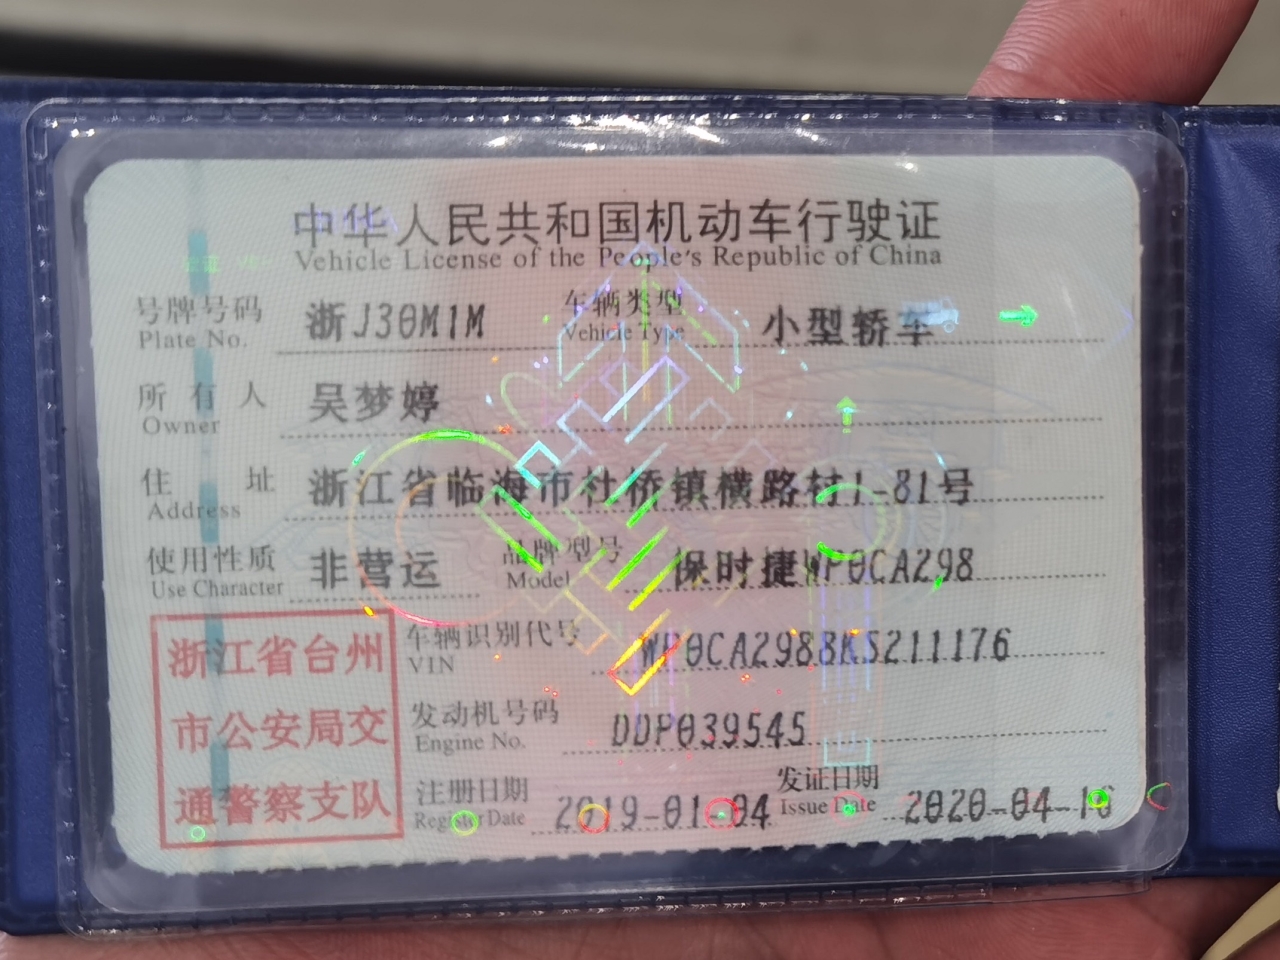 中华人民共和国机动车行驶证
Vehicle License of the People's Republic of China
号牌号码 浙J30M1M 车辆类型 小型轿车
Plate No. Vehicle Type
所有人 吴梦婷
Owner
住址 浙江省临海市杜桥镇横路村1-81号
Address
使用性质 非营运 品牌型号 保时捷WP0CA298
Use Character Model
浙江省台州
市公安局交
通警察支队
车辆识别代号 WP0CA298BKS211176
VIN
发动机号码 DDP039545
Engine No.
注册日期 2019-01-04 发证日期 2020-04-16
Register Date Issue Date